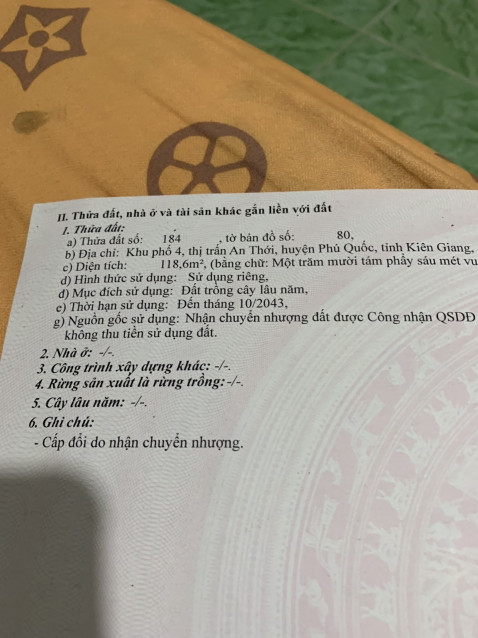 II. Thửa đất, nhà ở và tài sản khác gắn liền với đất
1. Thửa đất:
a) Thửa đất số: 184 , tờ bản đồ số: 80,
b) Địa chỉ: Khu phố 4, thị trấn An Thới, huyện Phú Quốc, tỉnh Kiên Giang,
c) Diện tích: 118,6m², (bằng chữ: Một trăm mười tám phẩy sáu mét vu
d) Hình thức sử dụng: Sử dụng riêng,
đ) Mục đích sử dụng: Đất trồng cây lâu năm,
e) Thời hạn sử dụng: Đến tháng 10/2043,
g) Nguồn gốc sử dụng: Nhận chuyển nhượng đất được Công nhận QSDĐ
không thu tiền sử dụng đất.
2. Nhà ở: -/-.
3. Công trình xây dựng khác: -/-.
4. Rừng sản xuất là rừng trồng: -/-.
5. Cây lâu năm: -/-.
6. Ghi chú:
- Cấp đổi do nhận chuyển nhượng.